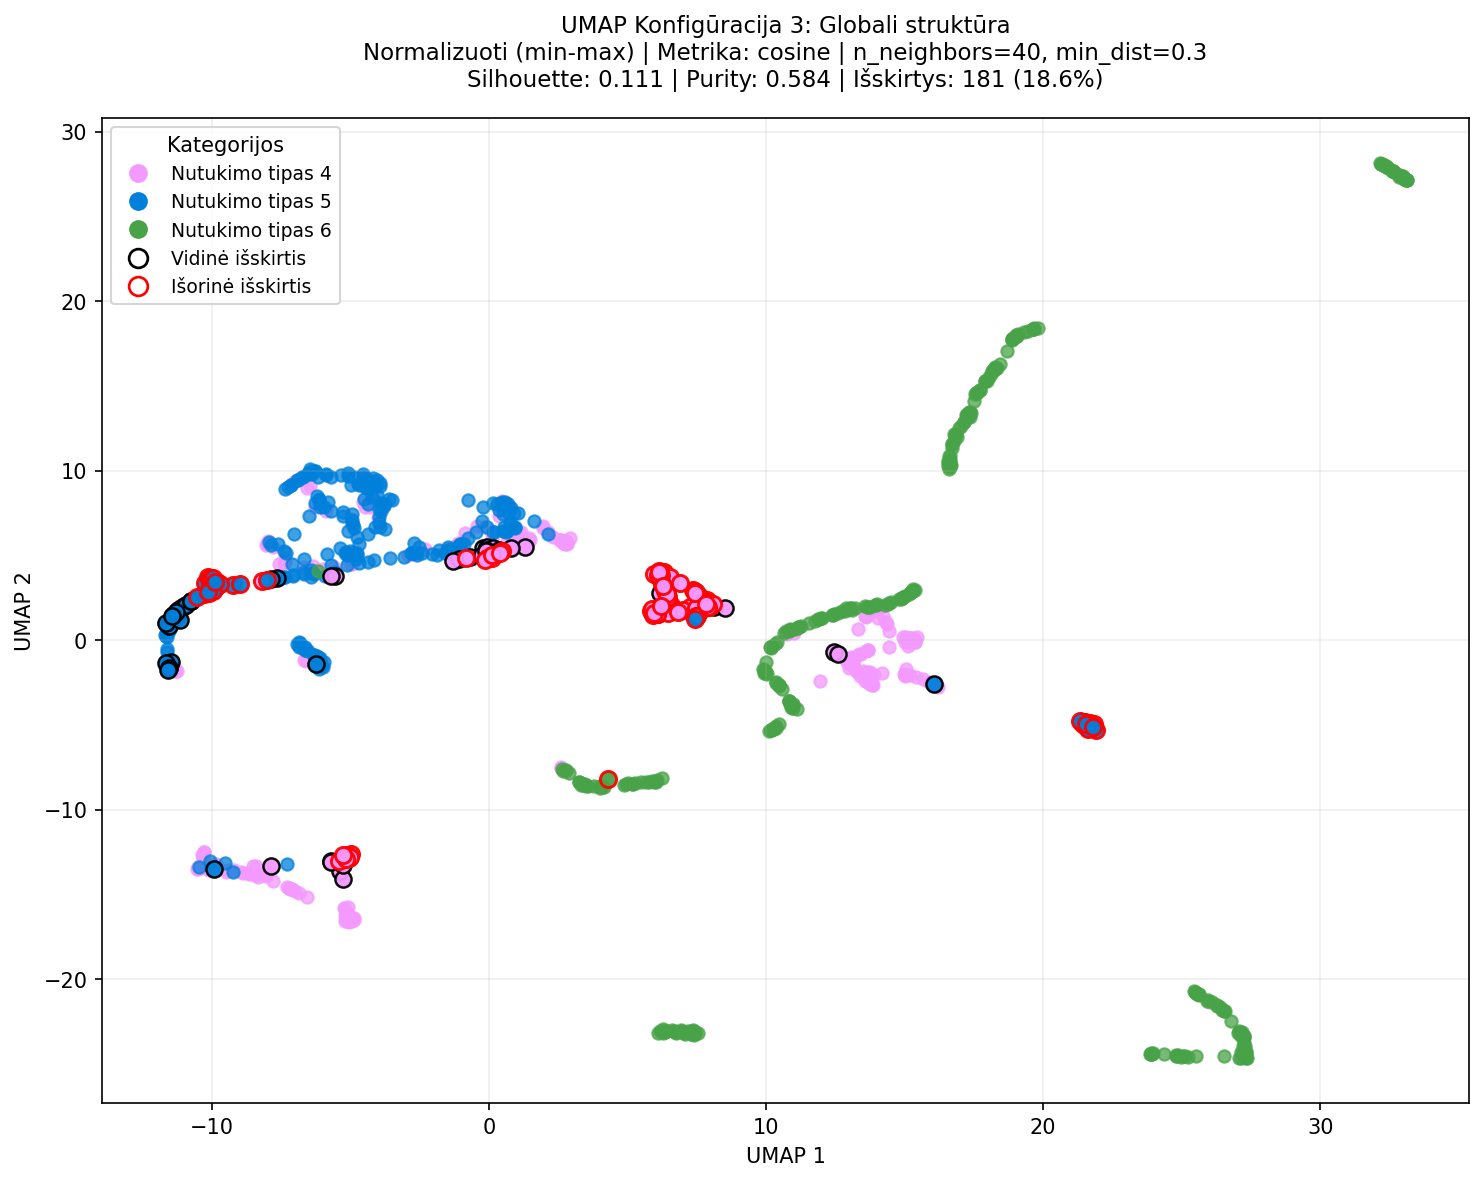 UMAP Konfigūracija 3: Globali struktūra
Normalizuoti (min-max) | Metrika: cosine | n_neighbors=40, min_dist=0.3
Silhouette: 0.111 | Purity: 0.584 | Išskirtys: 181 (18.6%)
Kategorijos
Nutukimo tipas 4
Nutukimo tipas 5
Nutukimo tipas 6
Vidinė išskirtis
Išorinė išskirtis
30
20
10
0
−10
−20
UMAP 2
−10
0
10
20
30
UMAP 1